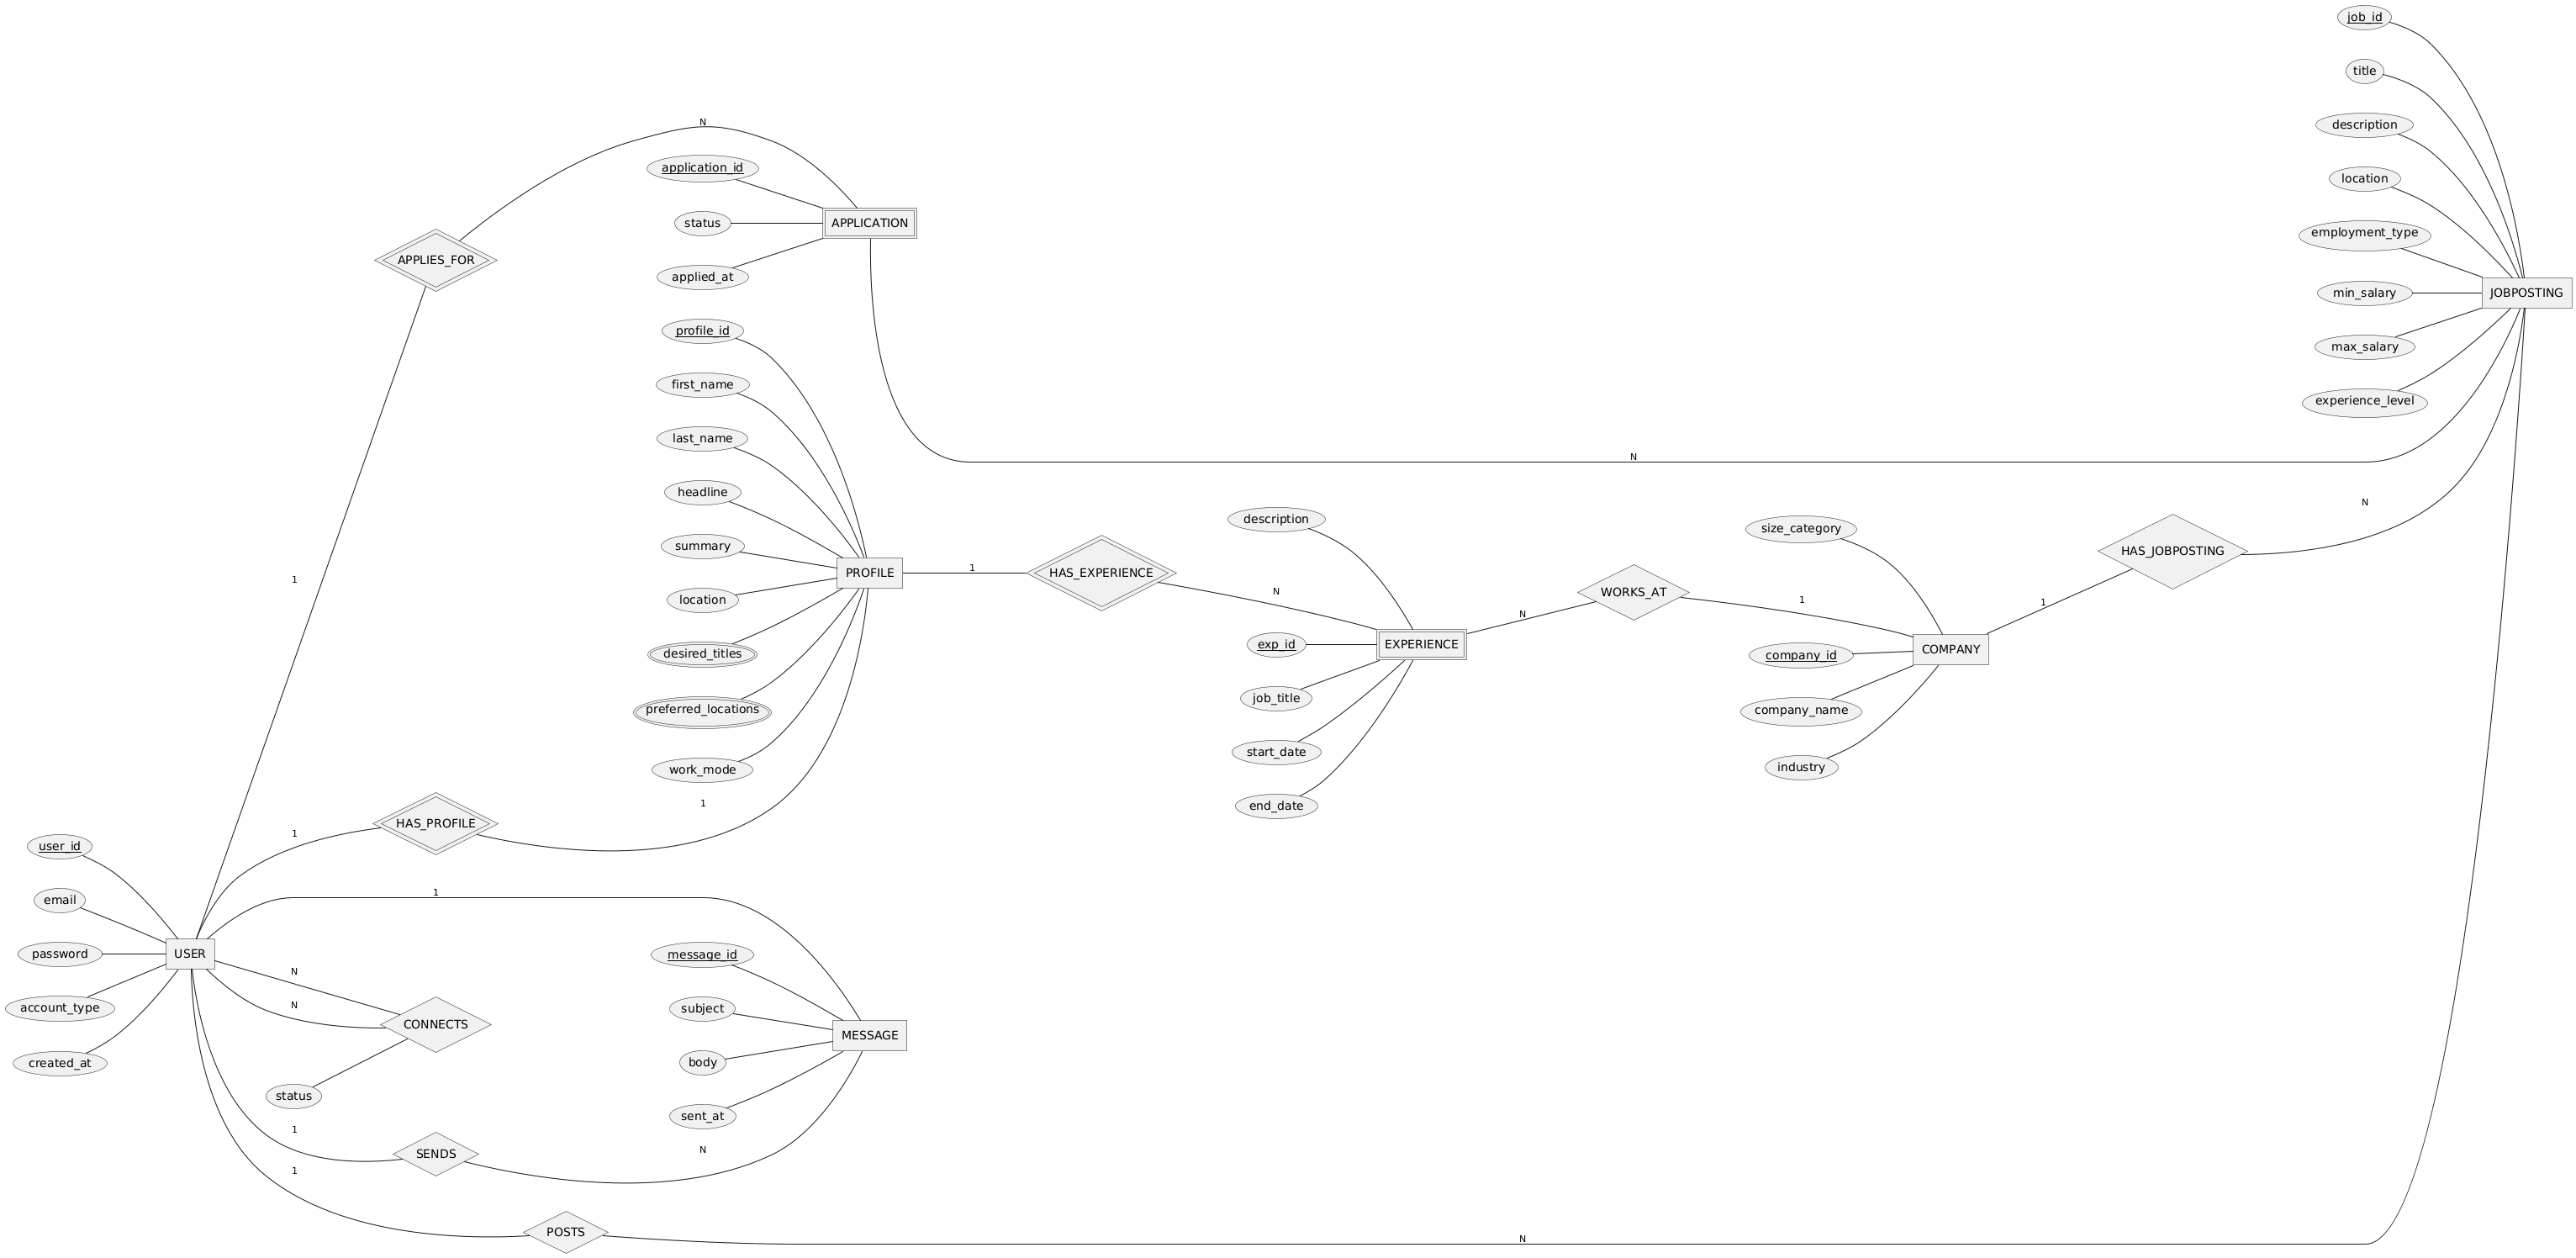 job_id
title
description
location
employment_type
min_salary
max_salary
experience_level
JOBPOSTING
N
application_id
status
applied_at
APPLICATION
APPLIES_FOR
1
N
profile_id
first_name
last_name
headline
summary
location
desired_titles
preferred_locations
work_mode
PROFILE
1
HAS_EXPERIENCE
N
description
exp_id
job_title
start_date
end_date
EXPERIENCE
N
WORKS_AT
1
size_category
company_id
company_name
industry
COMPANY
1
HAS_JOBPOSTING
N
1
HAS_PROFILE
1
user_id
email
password
account_type
created_at
USER
1
N
N
CONNECTS
status
message_id
subject
body
sent_at
MESSAGE
1
SENDS
N
1
POSTS
N